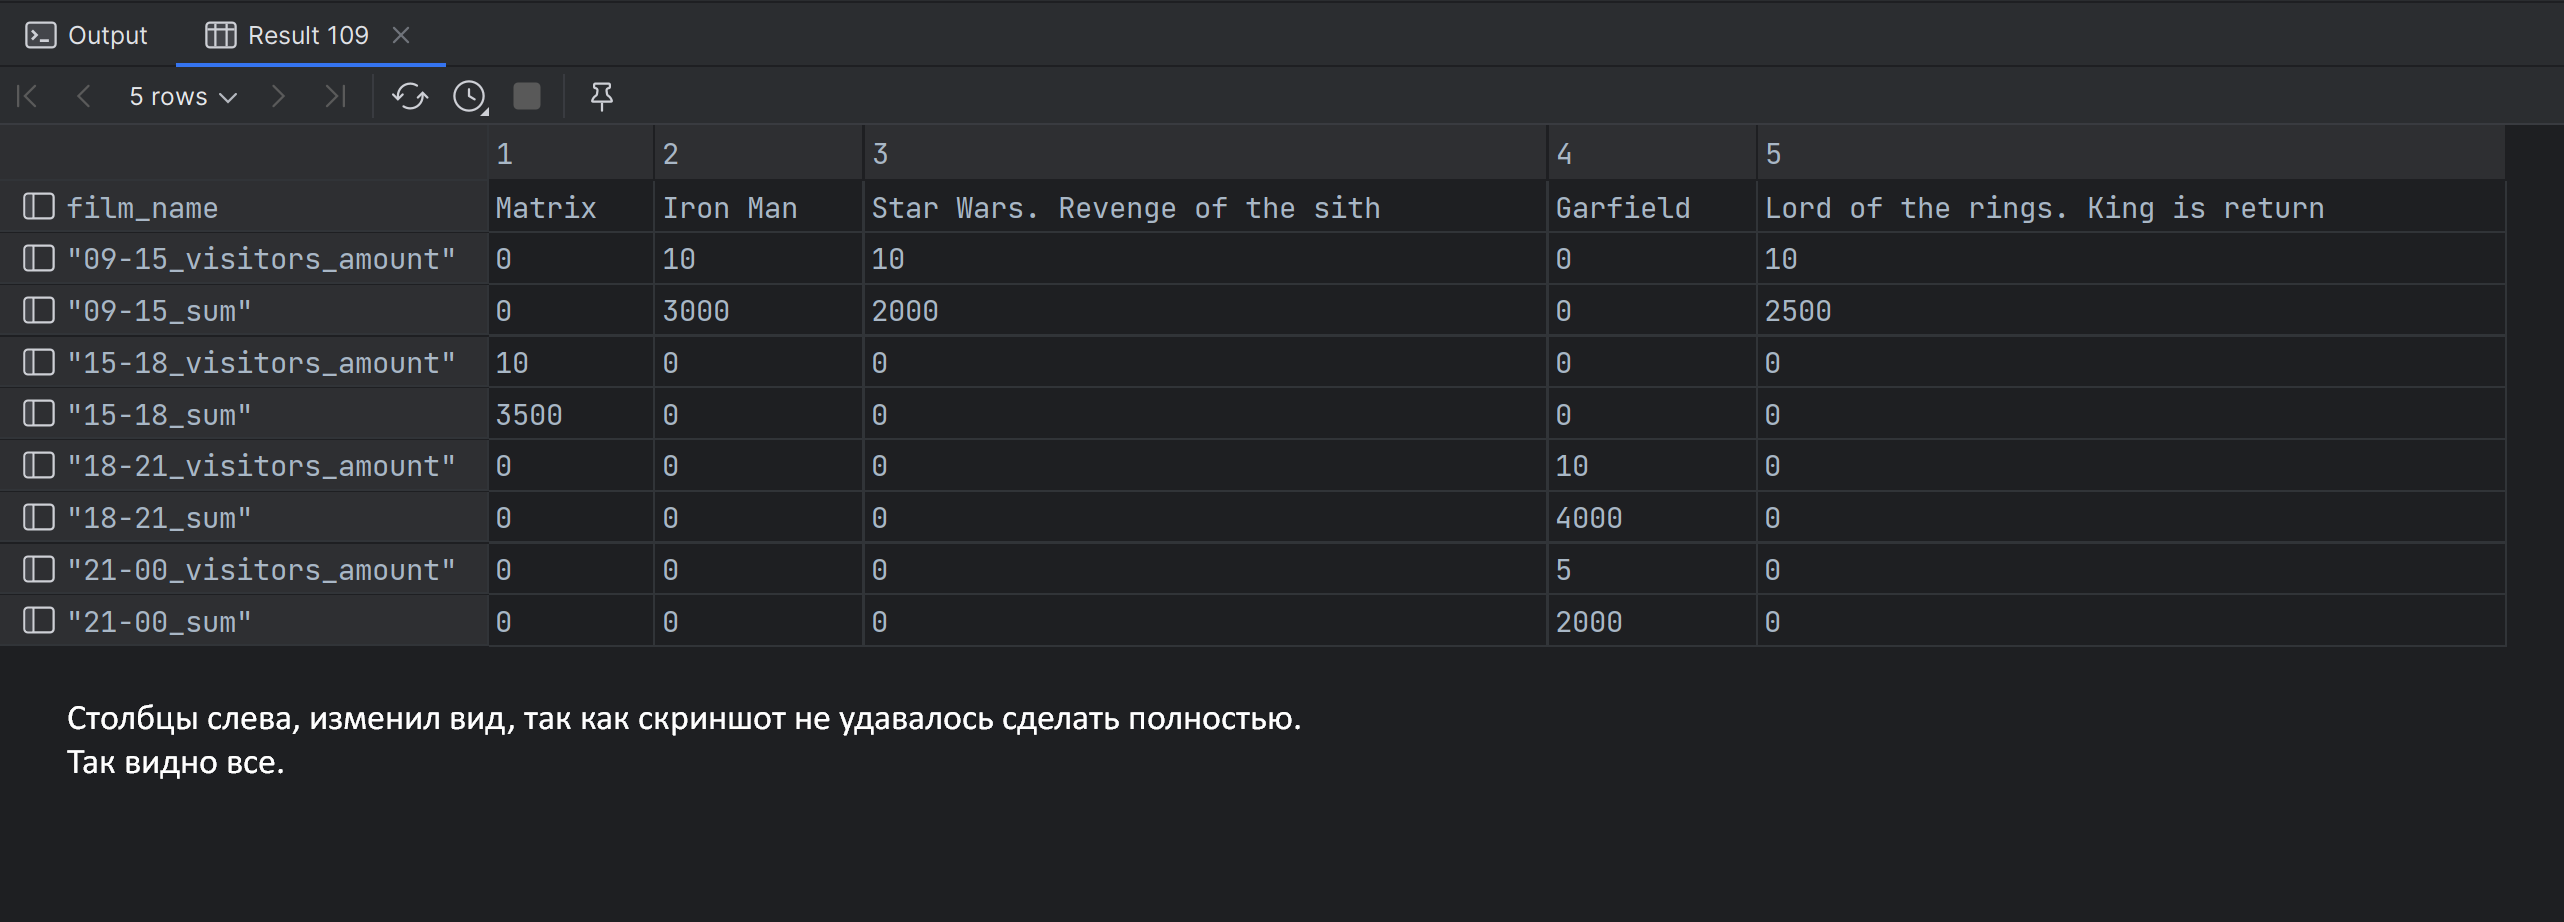 Output Result 109
5 rows
1 2 3 4 5
film_name Matrix Iron Man Star Wars. Revenge of the sith Garfield Lord of the rings. King is return
"09-15_visitors_amount" 0 10 10 0 10
"09-15_sum" 0 3000 2000 0 2500
"15-18_visitors_amount" 10 0 0 0 0
"15-18_sum" 3500 0 0 0 0
"18-21_visitors_amount" 0 0 0 10 0
"18-21_sum" 0 0 0 4000 0
"21-00_visitors_amount" 0 0 0 5 0
"21-00_sum" 0 0 0 2000 0
Столбцы слева, изменил вид, так как скриншот не удавалось сделать полностью.
Так видно все.